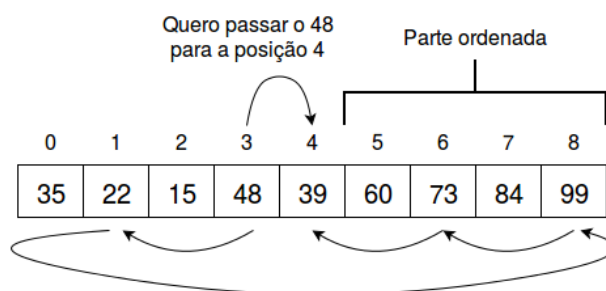 Quero passar o 48
para a posição 4
Parte ordenada
0 1 2 3 4 5 6 7 8
35 22 15 48 39 60 73 84 99